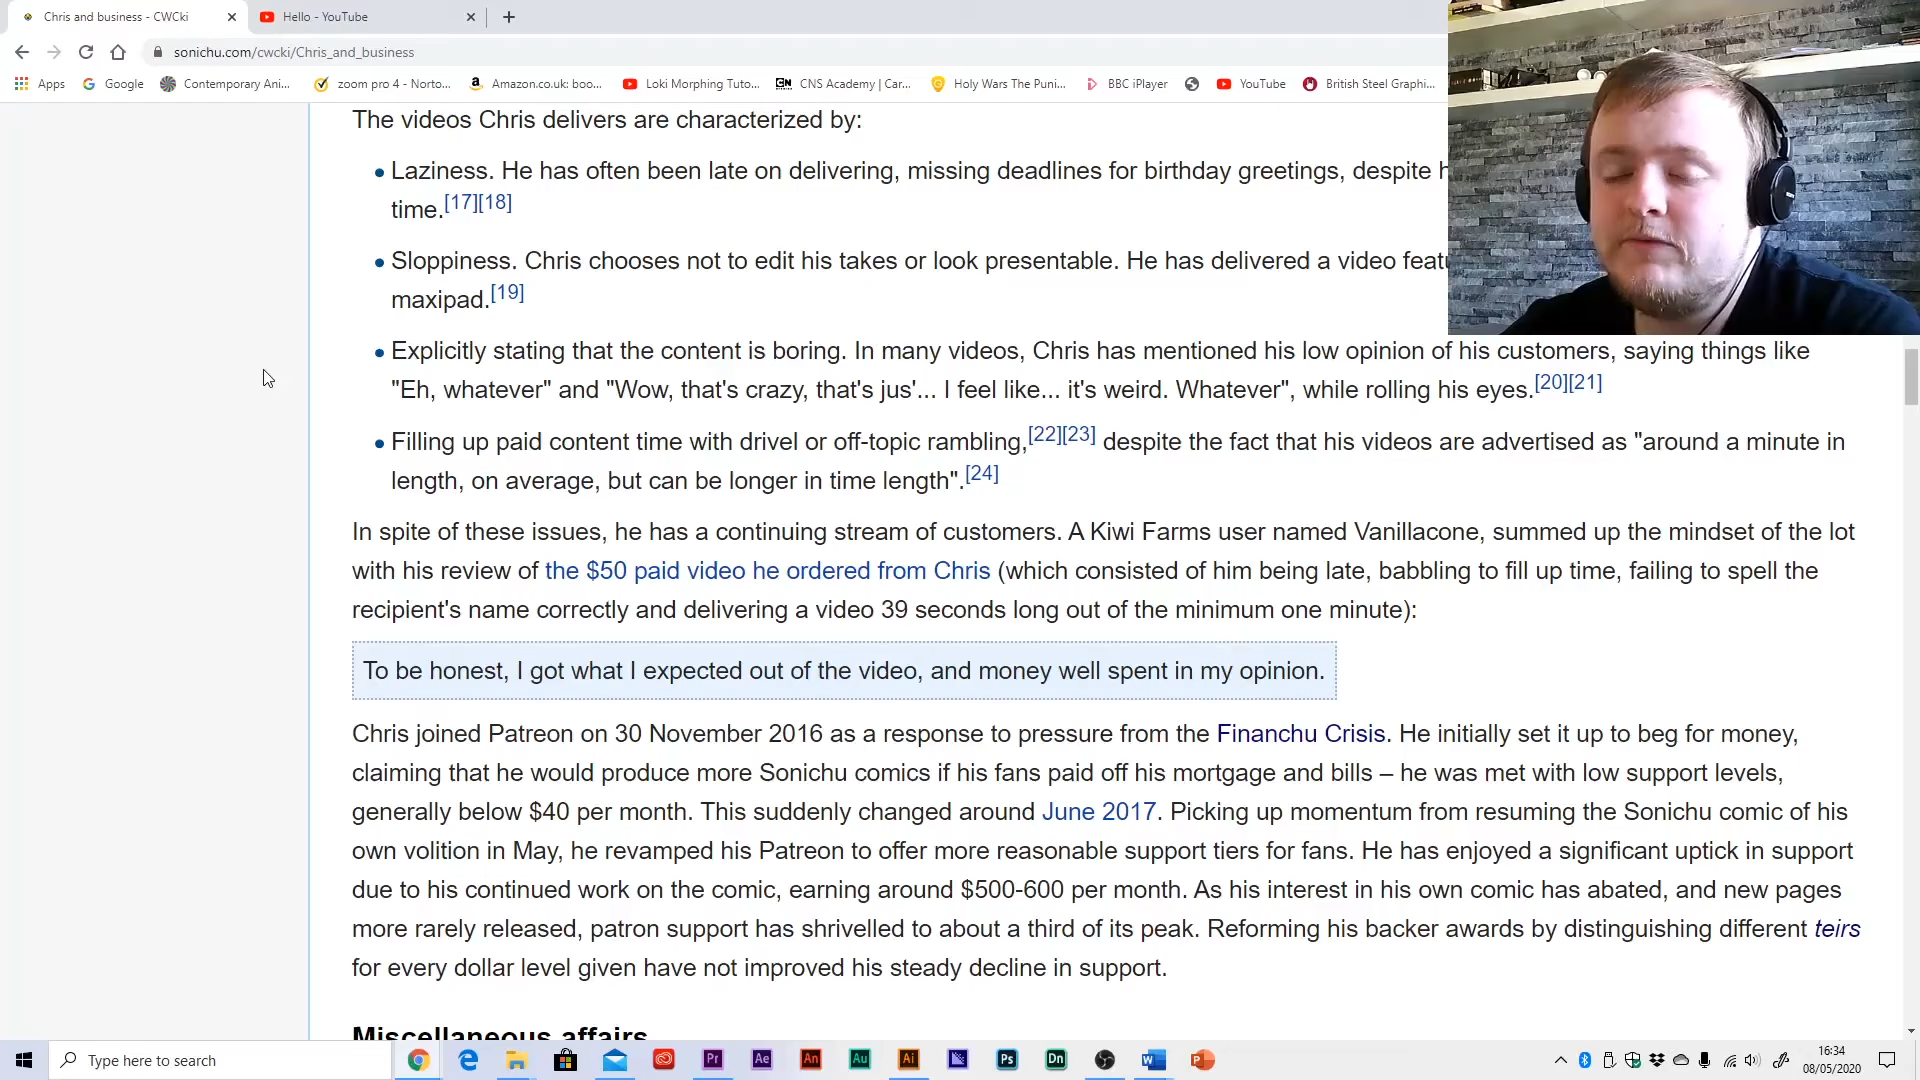 Chris and business - CWCki
Hello - YouTube
sonichu.com/cwcki/Chris_and_business
Apps Google Contemporary Ani... zoom pro 4 - Norto... Amazon.co.uk: boo... Loki Morphing Tuto... CNS Academy | Car... Holy Wars The Puni... BBC iPlayer YouTube British Steel Graphi...
The videos Chris delivers are characterized by:
Laziness. He has often been late on delivering, missing deadlines for birthday greetings, despite
time.[17][18]
Sloppiness. Chris chooses not to edit his takes or look presentable. He has delivered a video
maxipad.[19]
Explicitly stating that the content is boring. In many videos, Chris has mentioned his low opinion of his customers, saying things like
"Eh, whatever" and "Wow, that's crazy, that's jus'... I feel like... it's weird. Whatever", while rolling his eyes.[20][21]
Filling up paid content time with drivel or off-topic rambling,[22][23] despite the fact that his videos are advertised as "around a minute in
length, on average, but can be longer in time length".[24]
In spite of these issues, he has a continuing stream of customers. A Kiwi Farms user named Vanillacone, summed up the mindset of the lot
with his review of the $50 paid video he ordered from Chris (which consisted of him being late, babbling to fill up time, failing to spell the
recipient's name correctly and delivering a video 39 seconds long out of the minimum one minute):
To be honest, I got what I expected out of the video, and money well spent in my opinion.
Chris joined Patreon on 30 November 2016 as a response to pressure from the Financhu Crisis. He initially set it up to beg for money,
claiming that he would produce more Sonichu comics if his fans paid off his mortgage and bills – he was met with low support levels,
generally below $40 per month. This suddenly changed around June 2017. Picking up momentum from resuming the Sonichu comic of his
own volition in May, he revamped his Patreon to offer more reasonable support tiers for fans. He has enjoyed a significant uptick in support
due to his continued work on the comic, earning around $500-600 per month. As his interest in his own comic has abated, and new pages
more rarely released, patron support has shrivelled to about a third of its peak. Reforming his backer awards by distinguishing different teirs
for every dollar level given have not improved his steady decline in support.
Miscellaneous affairs
Type here to search
Pr Ae An Au Ai Ps Dn
16:34
08/05/2020